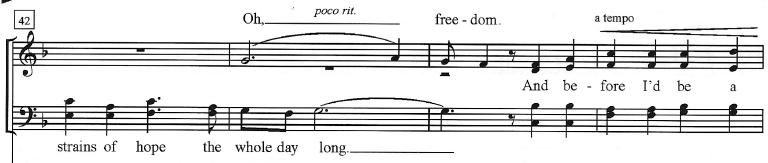 42
Oh, poco rit. free - dom.
a tempo
And be - fore I'd be a
strains of hope the whole day long.